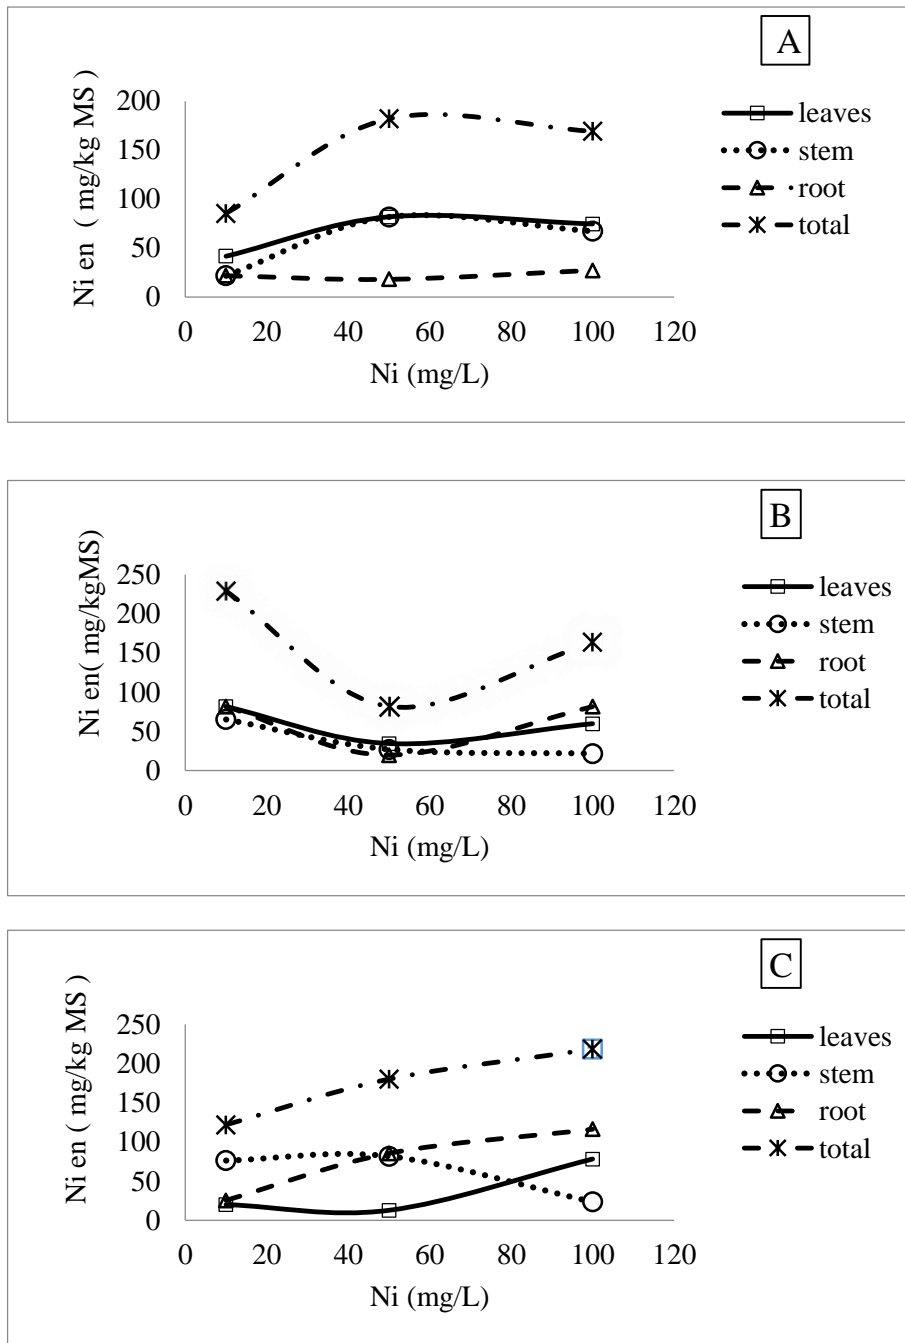 A
Ni en ( mg/kg MS )
200
150
100
50
0
0 20 40 60 80 100 120
Ni (mg/L)
leaves
stem
root
total
B
Ni en( mg/kgMS)
250
200
150
100
50
0
0 20 40 60 80 100 120
Ni (mg/L)
leaves
stem
root
total
C
Ni en ( mg/kg MS )
250
200
150
100
50
0
0 20 40 60 80 100 120
Ni (mg/L)
leaves
stem
root
total